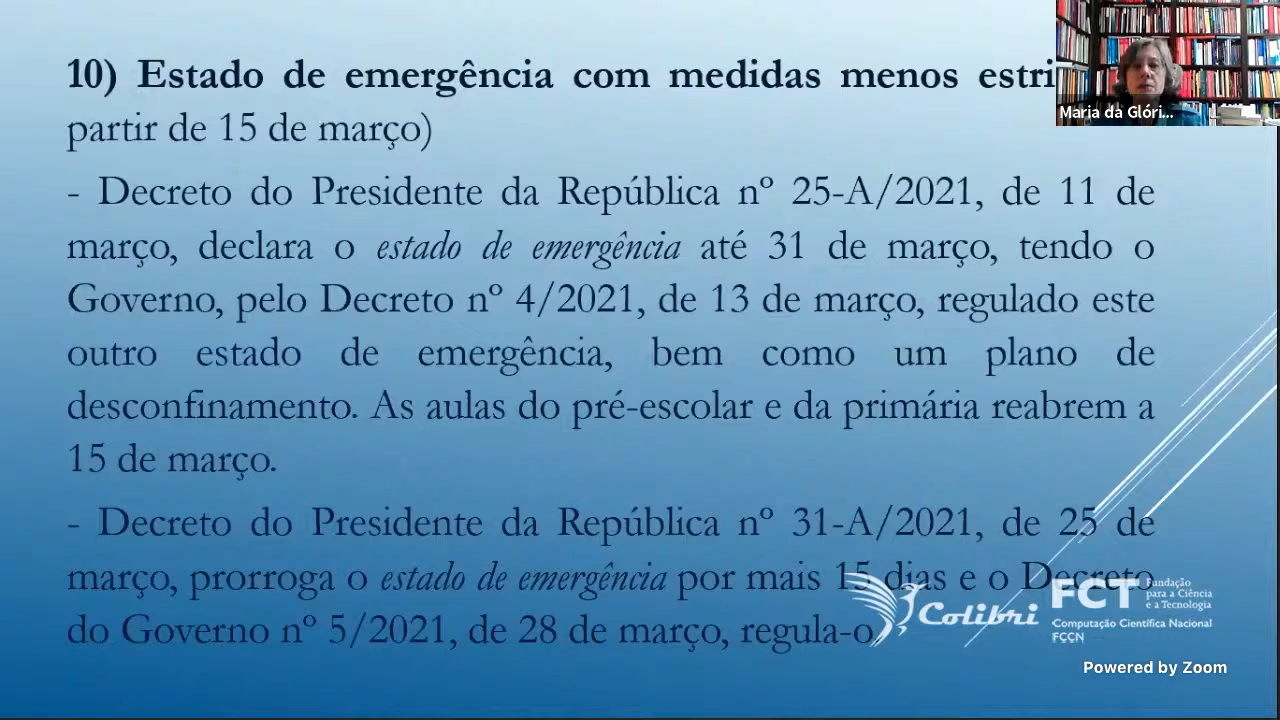 10) Estado de emergência com medidas menos
partir de 15 de março)
- Decreto do Presidente da República nº 25-A/2021, de 11 de
março, declara o estado de emergência até 31 de março, tendo o
Governo, pelo Decreto nº 4/2021, de 13 de março, regulado este
outro estado de emergência, bem como um plano de
desconfinamento. As aulas do pré-escolar e da primária reabrem a
15 de março.
- Decreto do Presidente da República nº 31-A/2021, de 25 de
março, prorroga o estado de emergência por mais 15 dias e o Decreto
do Governo nº 5/2021, de 28 de março, regula-o
Maria da Glóri...
Colibri
FCT
Fundação
para a Ciência
e a Tecnologia
Computação Científica Nacional
FCCN
Powered by Zoom